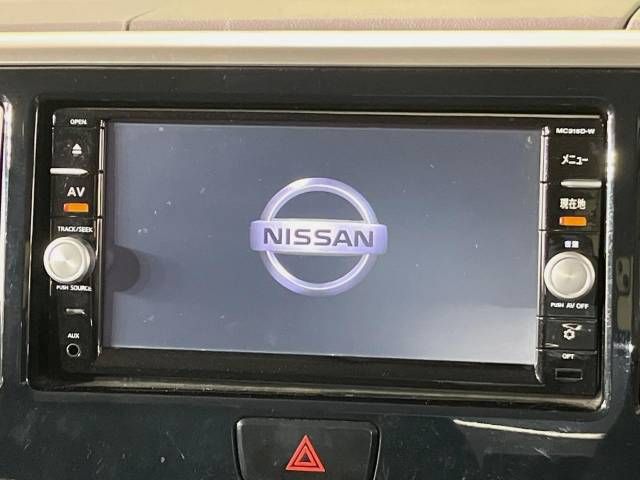 OPEN
AV
TRACK/SEEK
PUSH SOURCE
AUX
NISSAN
MC315D-W
メニュー
現在地
音量
PUSH AV OFF
OPT